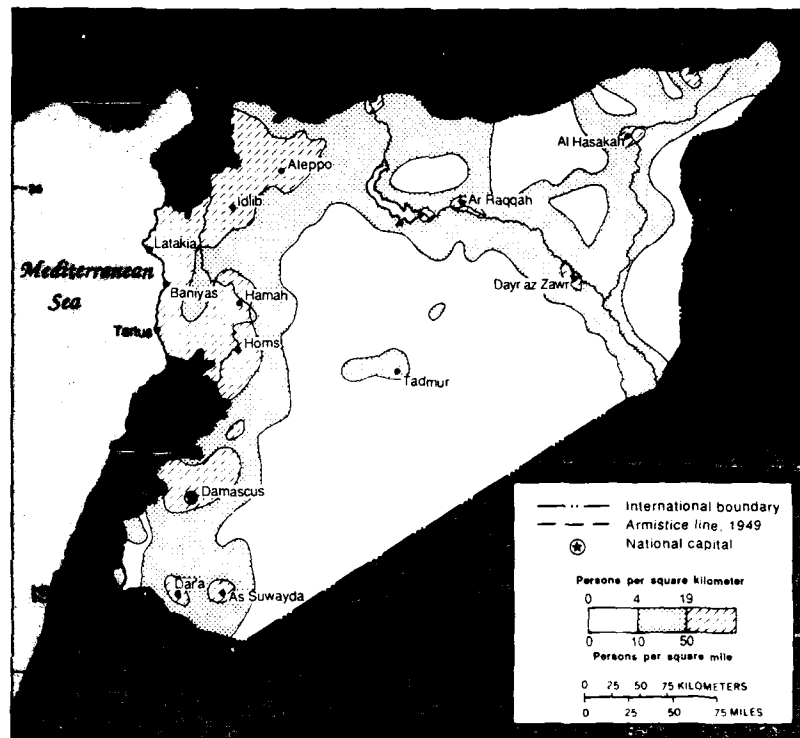 Al Hasakah
Aleppo
Idlib
Ar Raqqah
Latakia
Mediterranean
Sea
Dayr az Zawr
Baniyas
Hamah
Tartus
Homs
Tadmur
Damascus
Dar'a
As Suwayda
International boundary
Armistice line, 1949
National capital
Persons per square kilometer
0 4 19
0 10 50
Persons per square mile
0 25 50 75 KILOMETERS
0 25 50 75 MILES